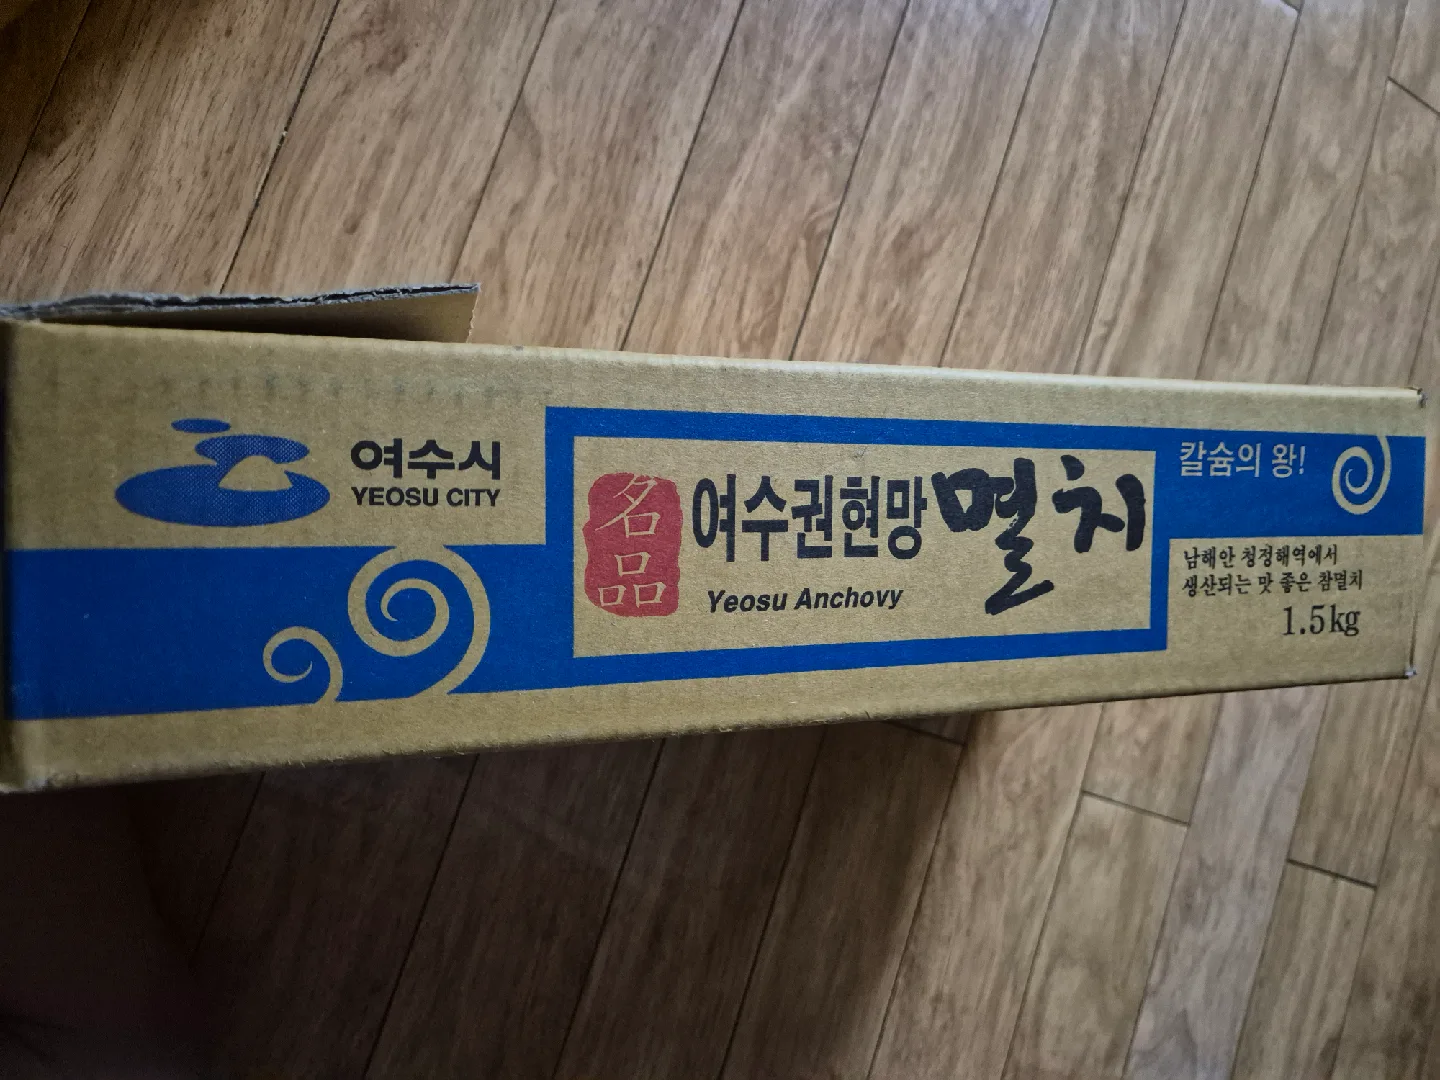 여수시
YEOSU CITY
名品
여수권현망 멸치
Yeosu Anchovy
칼슘의 왕!
남해안 청정해역에서
생산되는 맛 좋은 참멸치
1.5kg